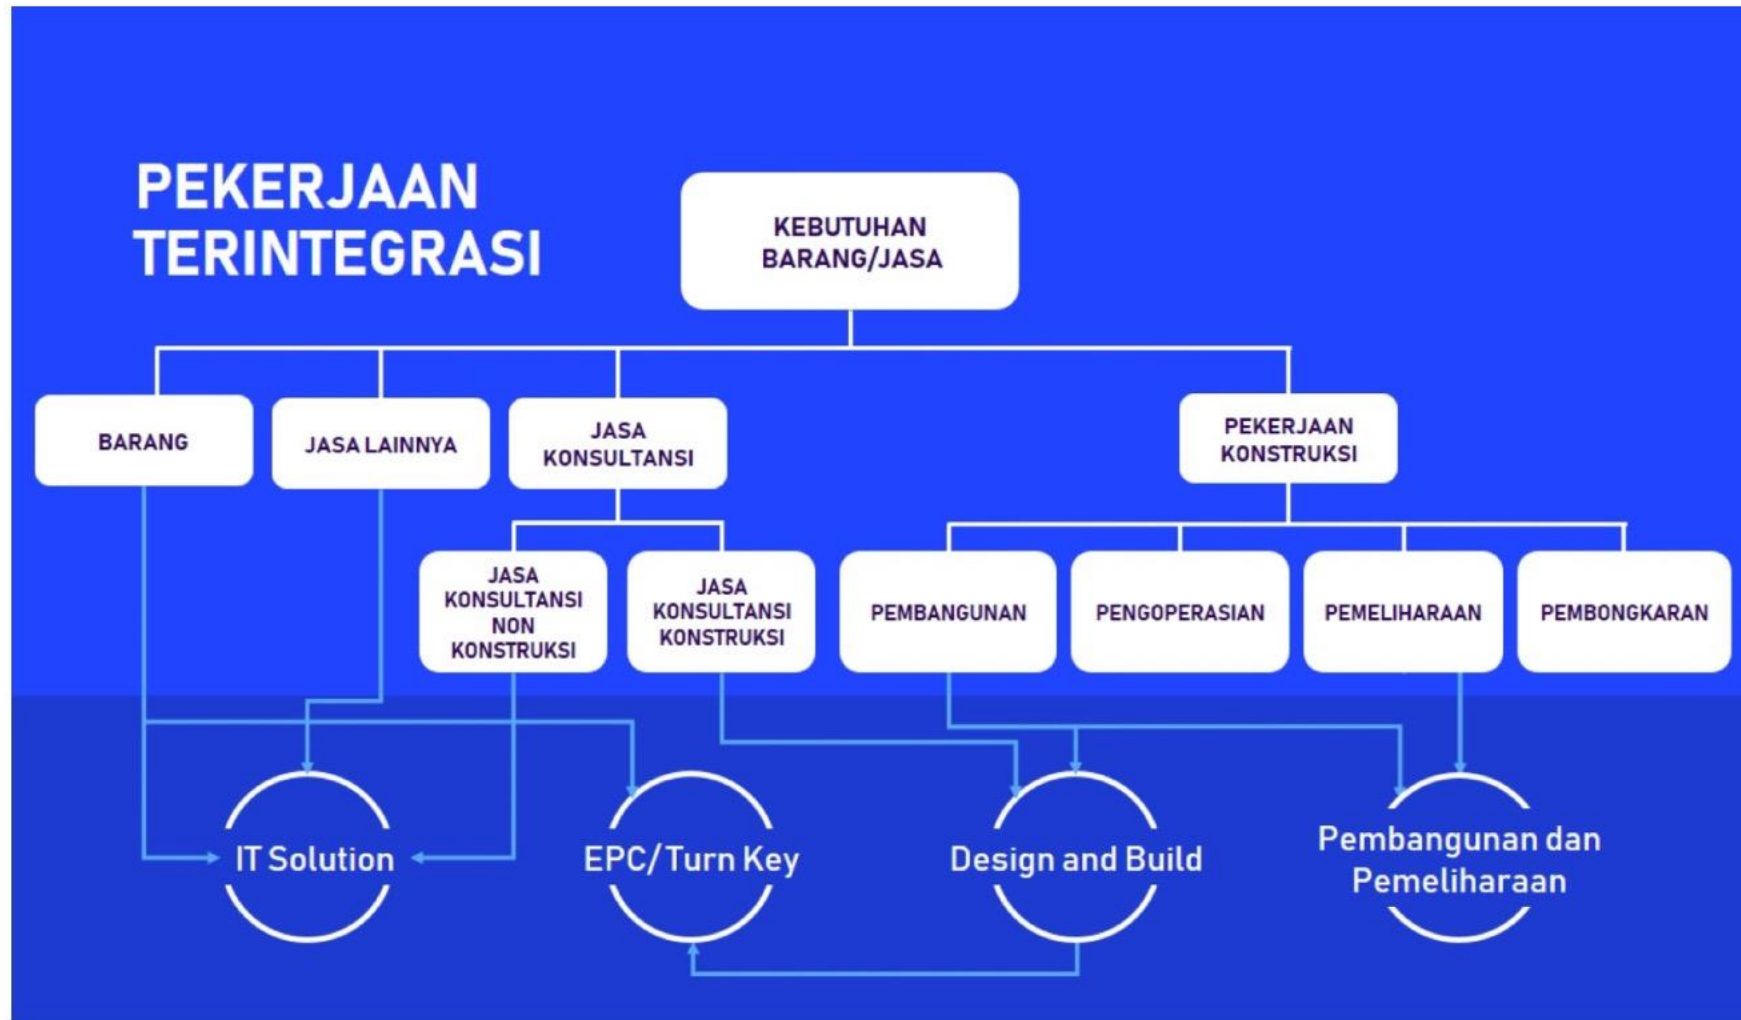 PEKERJAAN
TERINTEGRASI
KEBUTUHAN
BARANG/JASA
BARANG
JASA LAINNYA
JASA
KONSULTANSI
PEKERJAAN
KONSTRUKSI
JASA
KONSULTANSI
NON
KONSTRUKSI
JASA
KONSULTANSI
KONSTRUKSI
PEMBANGUNAN
PENGOPERASIAN
PEMELIHARAAN
PEMBONGKARAN
IT Solution
EPC/Turn Key
Design and Build
Pembangunan dan
Pemeliharaan